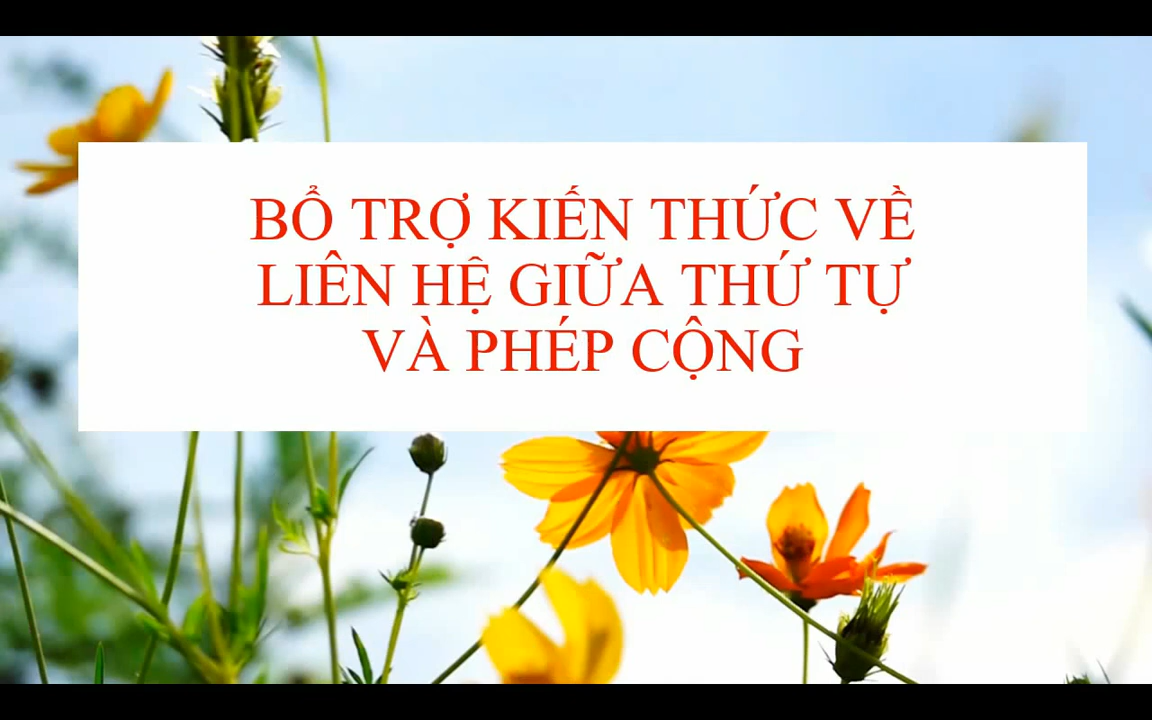 BỔ TRỢ KIẾN THỨC VỀ
LIÊN HỆ GIỮA THỨ TỰ
VÀ PHÉP CỘNG